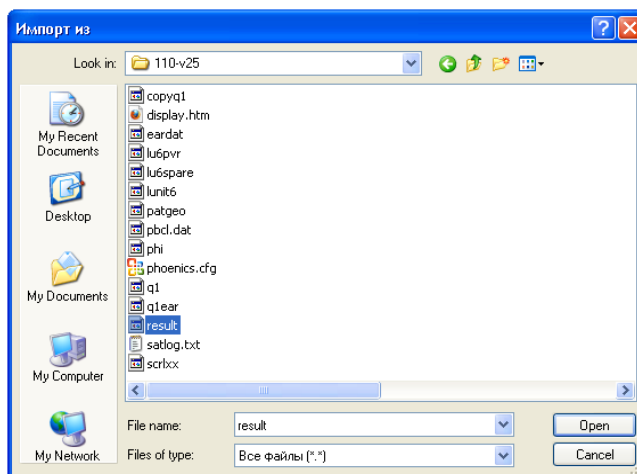 Импорт из
Look in:
110-v25
My Recent
Documents
Desktop
My Documents
My Computer
My Network
copyq1
display.htm
eardat
lu6pvr
lu6spare
lunit6
patgeo
pbcl.dat
phi
phoenics.cfg
q1
q1ear
result
satlog.txt
scrlxx
File name:
result
Open
Files of type:
Все файлы (*.*)
Cancel